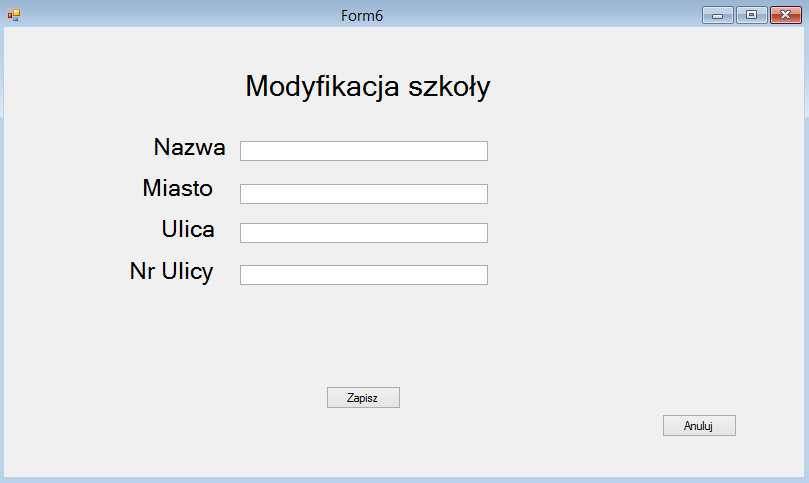 Form6
Modyfikacja szkoły
Nazwa
Miasto
Ulica
Nr Ulicy
Zapisz
Anuluj